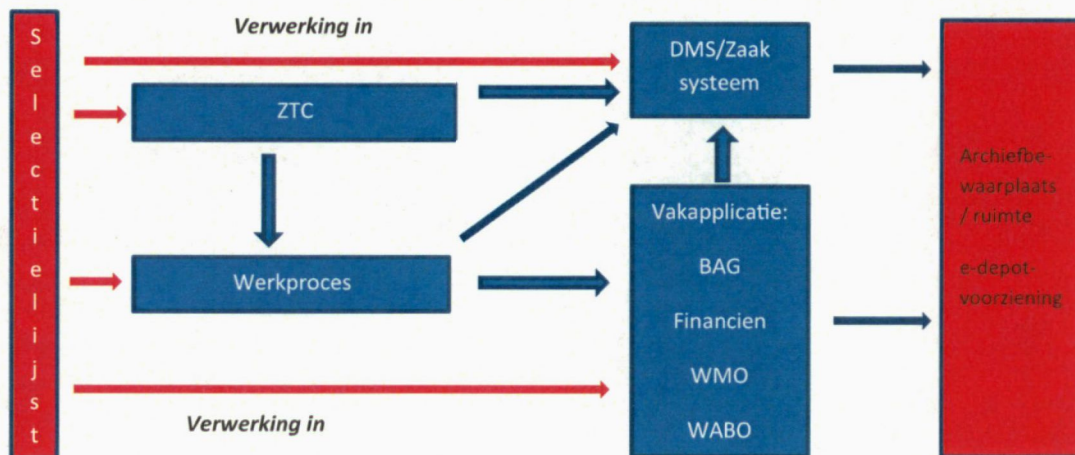 Selectielijst
Verwerking in
DMS/Zaak
systeem
ZTC
Archiefbe-
waarplaats
/ ruimte
e-depot-
voorziening
Vakapplicatie:
BAG
Werkproces
Financien
WMO
WABO
Verwerking in